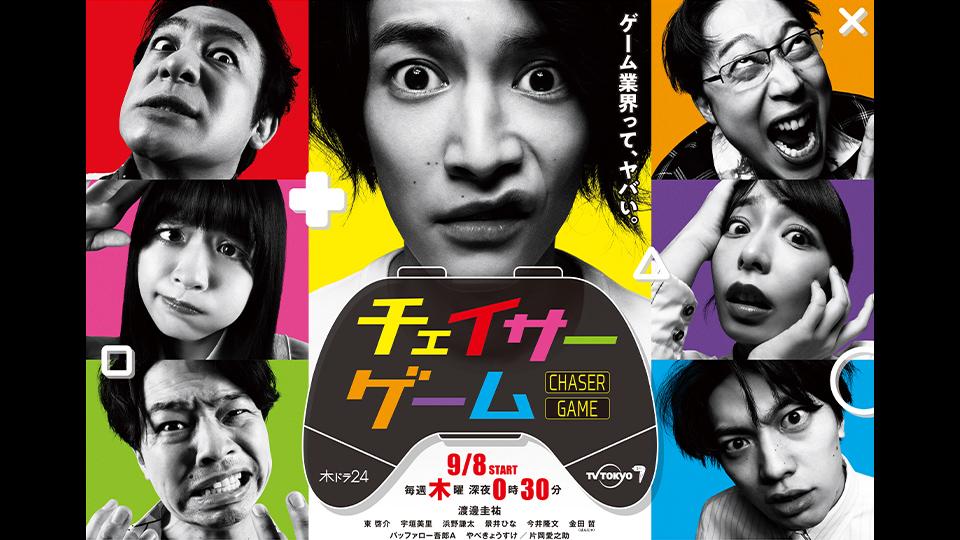 ゲーム業界って、ヤバい。
チェイサー
ゲーム
CHASER
GAME
9/8 START
毎週木曜 深夜0時30分
木ドラ24
TV TOKYO
渡邊圭祐
東 啓介 宇垣美里 浜野謙太 景井ひな 今井隆文 金田 哲(はんにゃ)
バッファロー吾郎A やべきょうすけ / 片岡愛之助